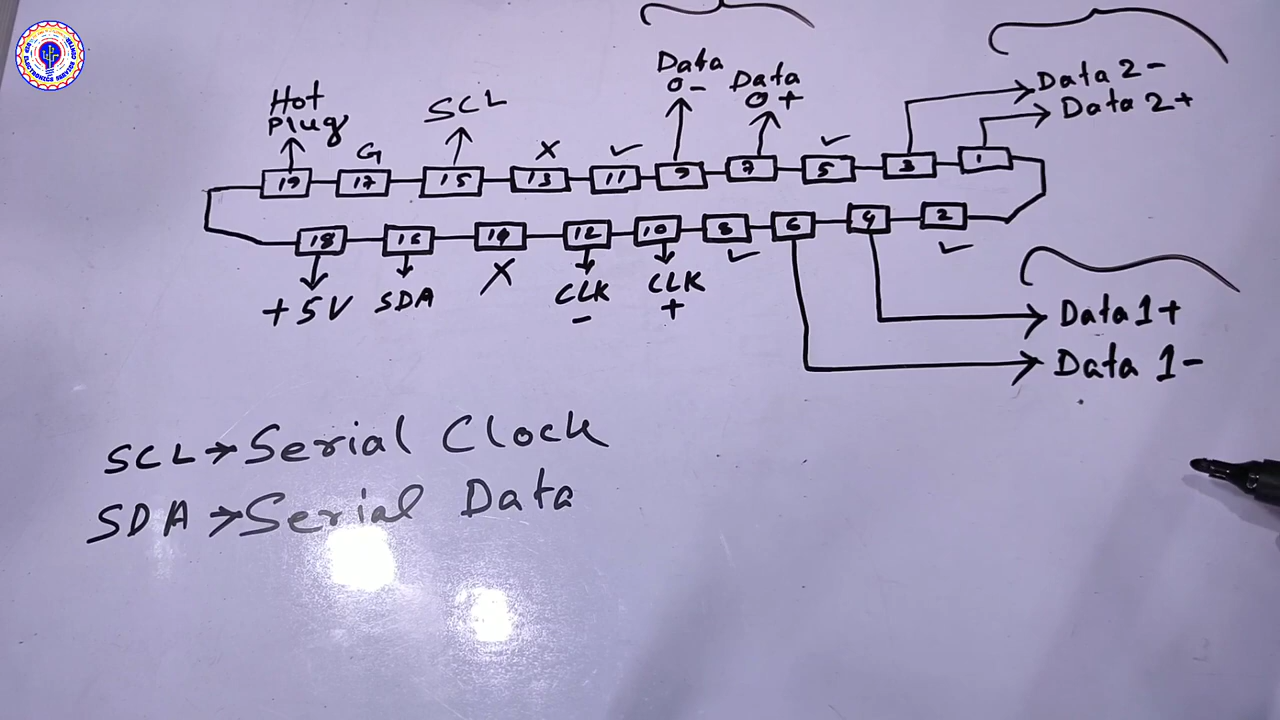 Data 0-
Data 0+
Data 2-
Data 2+
Hot Plug
G
SCL
X
✓
✓
19 17 15 13 11 9 7 5 3 1
18 16 14 12 10 8 6 4 2
+5V
SDA
X
CLK -
CLK +
✓
✓
Data 1+
Data 1-
SCL → Serial Clock
SDA → Serial Data